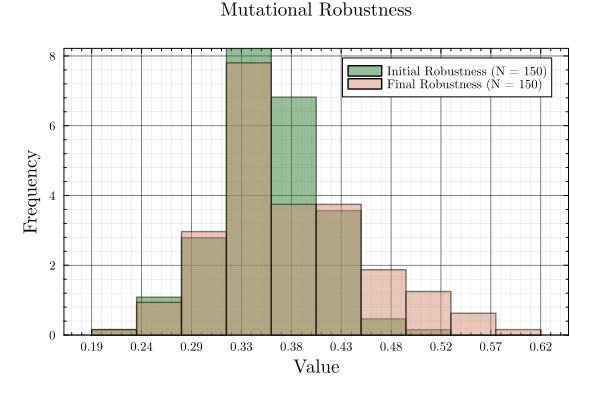 Mutational Robustness
Initial Robustness (N = 150)
Final Robustness (N = 150)
Frequency
8
6
4
2
0
0.19 0.24 0.29 0.33 0.38 0.43 0.48 0.52 0.57 0.62
Value